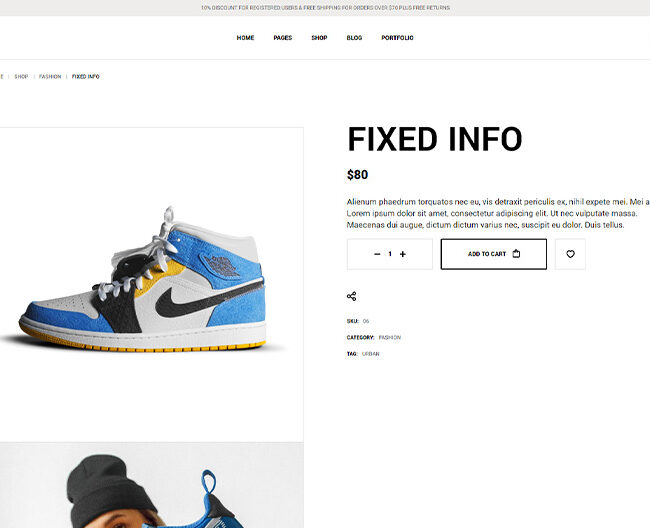 10% DISCOUNT FOR REGISTERED USERS & FREE SHIPPING FOR ORDERS OVER $70 PLUS FREE RETURNS
HOME PAGES SHOP BLOG PORTFOLIO
E | SHOP | FASHION | FIXED INFO
FIXED INFO
$80
Alienum phaedrum torquatos nec eu, vis detraxit periculis ex, nihil expete mei. Mei a
Lorem ipsum dolor sit amet, consectetur adipiscing elit. Ut nec vulputate massa.
Maecenas dui augue, dictum dictum varius nec, suscipit eu dolor. Duis tellus.
— 1 + ADD TO CART
SKU: 06
CATEGORY: FASHION
TAG: URBAN